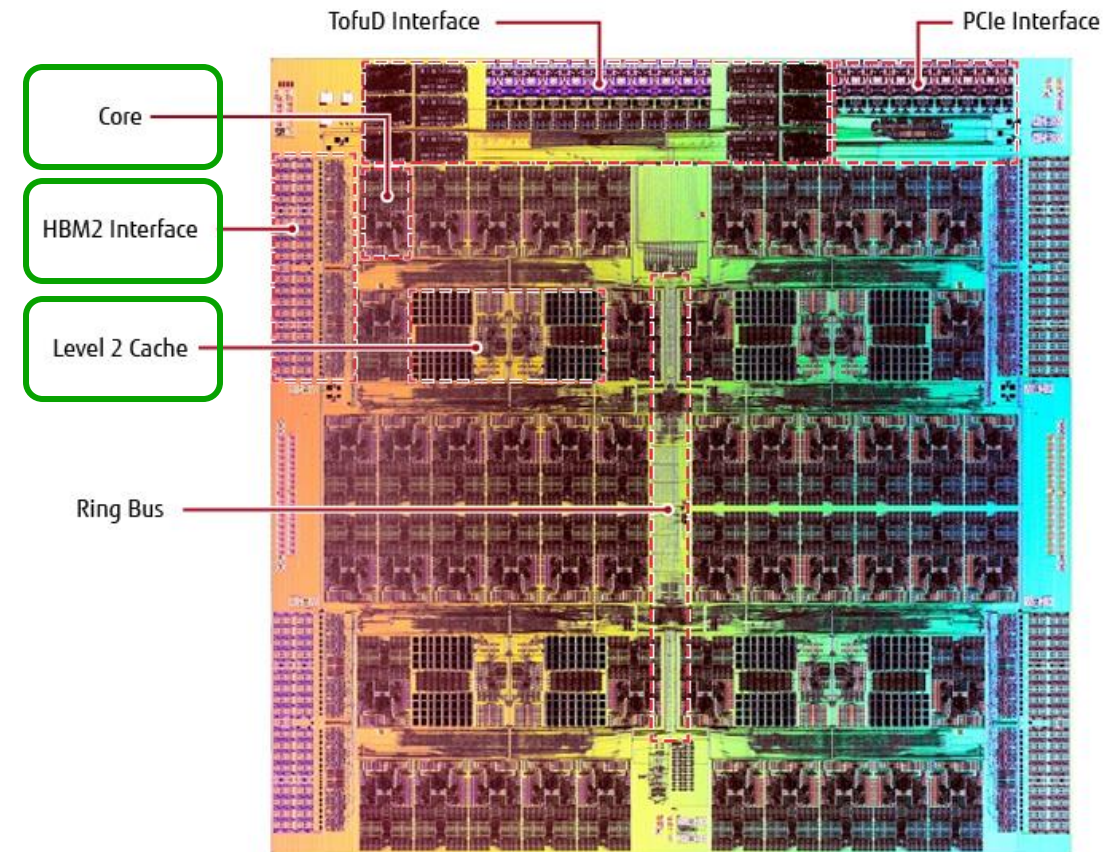 TofuD Interface
PCIe Interface
Core
HBM2 Interface
Level 2 Cache
Ring Bus